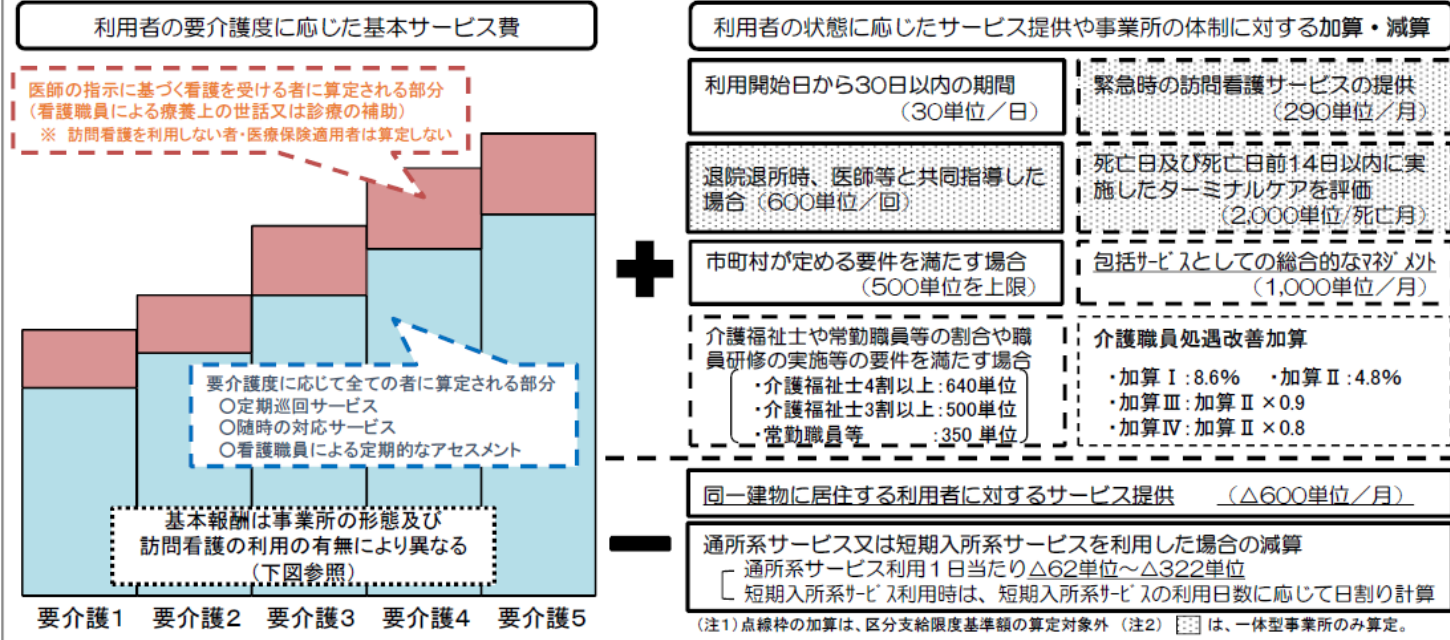 利用者の要介護度に応じた基本サービス費
医師の指示に基づく看護を受ける者に算定される部分
(看護職員による療養上の世話又は診療の補助)
※ 訪問看護を利用しない者・医療保険適用者は算定しない
要介護度に応じて全ての者に算定される部分
○定期巡回サービス
○随時の対応サービス
○看護職員による定期的なアセスメント
基本報酬は事業所の形態及び
訪問看護の利用の有無により異なる
(下図参照)
要介護1 要介護2 要介護3 要介護4 要介護5
利用者の状態に応じたサービス提供や事業所の体制に対する加算・減算
利用開始日から30日以内の期間
(30単位/日)
緊急時の訪問看護サービスの提供
(290単位/月)
退院退所時、医師等と共同指導した
場合(600単位/回)
死亡日及び死亡日前14日以内に実
施したターミナルケアを評価
(2,000単位/死亡月)
市町村が定める要件を満たす場合
(500単位を上限)
包括サービスとしての総合的なマネジメント
(1,000単位/月)
介護福祉士や常勤職員等の割合や職
員研修の実施等の要件を満たす場合
・介護福祉士4割以上:640単位
・介護福祉士3割以上:500単位
・常勤職員等 :350 単位
介護職員処遇改善加算
・加算Ⅰ:8.6% ・加算Ⅱ:4.8%
・加算Ⅲ:加算Ⅱ×0.9
・加算Ⅳ:加算Ⅱ×0.8
同一建物に居住する利用者に対するサービス提供 (△600単位/月)
通所系サービス又は短期入所系サービスを利用した場合の減算
通所系サービス利用1日当たり△62単位~△322単位
短期入所系サービス利用時は、短期入所系サービスの利用日数に応じて日割り計算
(注1)点線枠の加算は、区分支給限度基準額の算定対象外 (注2) は、一体型事業所のみ算定。